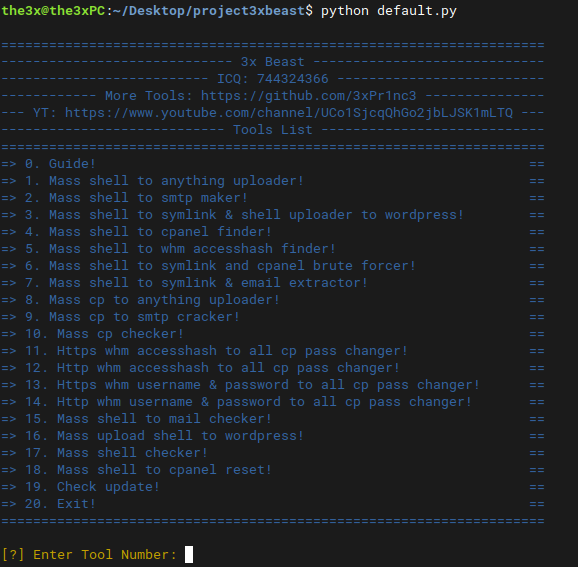 the3x@the3xPC:~/Desktop/project3xbeast$ python default.py
====================================================================
----------------------------- 3x Beast -----------------------------
-------------------------- ICQ: 744324366 --------------------------
------------- More Tools: https://github.com/3xPr1nc3 --------------
--- YT: https://www.youtube.com/channel/UCo1SjcqQhGo2jbLJSK1mLTQ ---
---------------------------- Tools List ----------------------------
====================================================================
=> 0. Guide! ==
=> 1. Mass shell to anything uploader! ==
=> 2. Mass shell to smtp maker! ==
=> 3. Mass shell to symlink & shell uploader to wordpress! ==
=> 4. Mass shell to cpanel finder! ==
=> 5. Mass shell to whm accesshash finder! ==
=> 6. Mass shell to symlink and cpanel brute forcer! ==
=> 7. Mass shell to symlink & email extractor! ==
=> 8. Mass cp to anything uploader! ==
=> 9. Mass cp to smtp cracker! ==
=> 10. Mass cp checker! ==
=> 11. Https whm accesshash to all cp pass changer! ==
=> 12. Http whm accesshash to all cp pass changer! ==
=> 13. Https whm username & password to all cp pass changer! ==
=> 14. Http whm username & password to all cp pass changer! ==
=> 15. Mass shell to mail checker! ==
=> 16. Mass upload shell to wordpress! ==
=> 17. Mass shell checker! ==
=> 18. Mass shell to cpanel reset! ==
=> 19. Check update! ==
=> 20. Exit! ==
====================================================================
[?] Enter Tool Number: